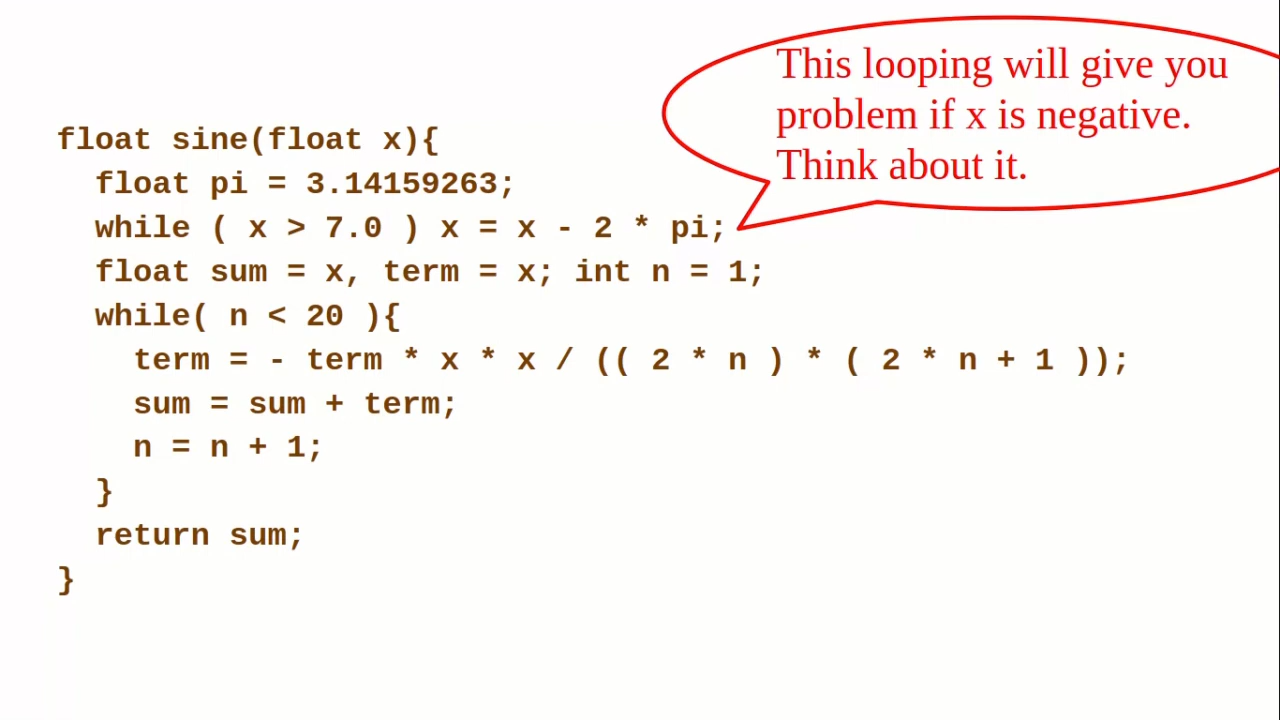 This looping will give you
problem if x is negative.
Think about it.
float sine(float x){
  float pi = 3.14159263;
  while ( x > 7.0 ) x = x - 2 * pi;
  float sum = x, term = x; int n = 1;
  while( n < 20 ){
    term = - term * x * x / (( 2 * n ) * ( 2 * n + 1 ));
    sum = sum + term;
    n = n + 1;
  }
  return sum;
}